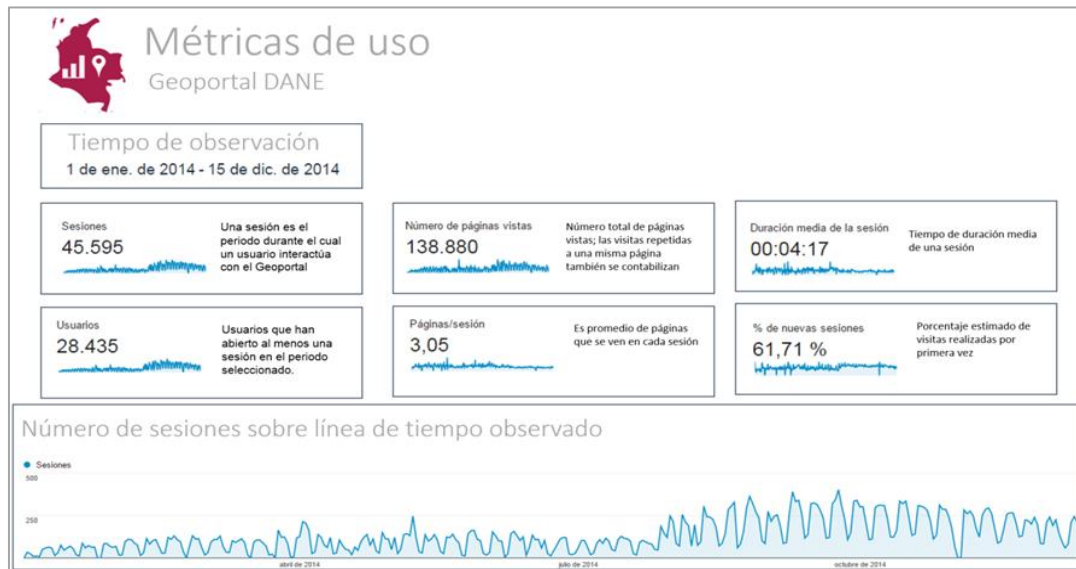 Métricas de uso
Geoportal DANE
Tiempo de observación
1 de ene. de 2014 - 15 de dic. de 2014
Sesiones
45.595
Una sesión es el
periodo durante el cual
un usuario interactúa
con el Geoportal
Número de páginas vistas
138.880
Número total de páginas
vistas; las visitas repetidas
a una misma página
también se contabilizan
Duración media de la sesión
00:04:17
Tiempo de duración media
de una sesión
Usuarios
28.435
Usuarios que han
abierto al menos una
sesión en el periodo
seleccionado.
Páginas/sesión
3,05
Es promedio de páginas
que se ven en cada sesión
% de nuevas sesiones
61,71 %
Porcentaje estimado de
visitas realizadas por
primera vez
Número de sesiones sobre línea de tiempo observado
Sesiones
500
250
abril de 2014
julio de 2014
octubre de 2014